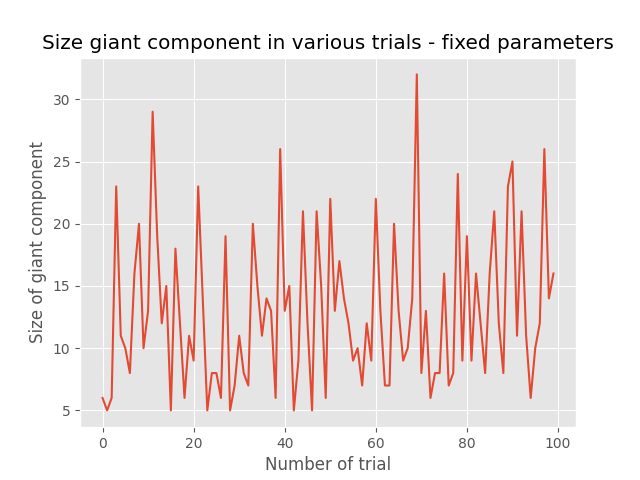 Size giant component in various trials - fixed parameters
30
25
20
15
10
5
Size of giant component
0 20 40 60 80 100
Number of trial